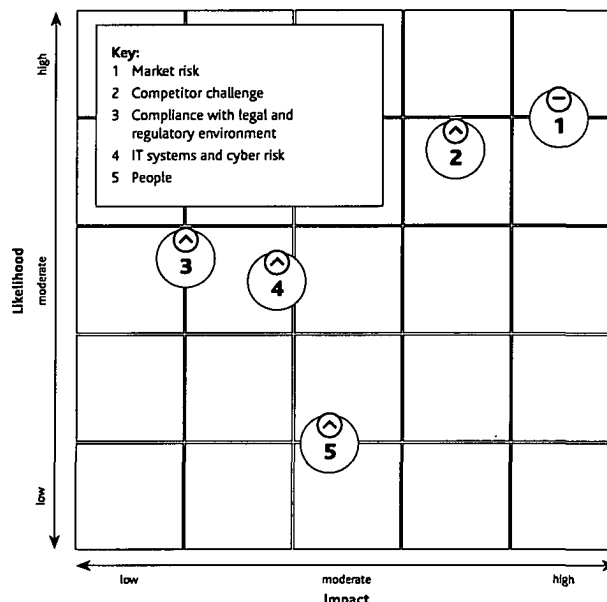 Key:
1 Market risk
2 Competitor challenge
3 Compliance with legal and
regulatory environment
4 IT systems and cyber risk
5 People
high
1
2
Likelihood
moderate
3
4
5
low
low
moderate
high
Impact